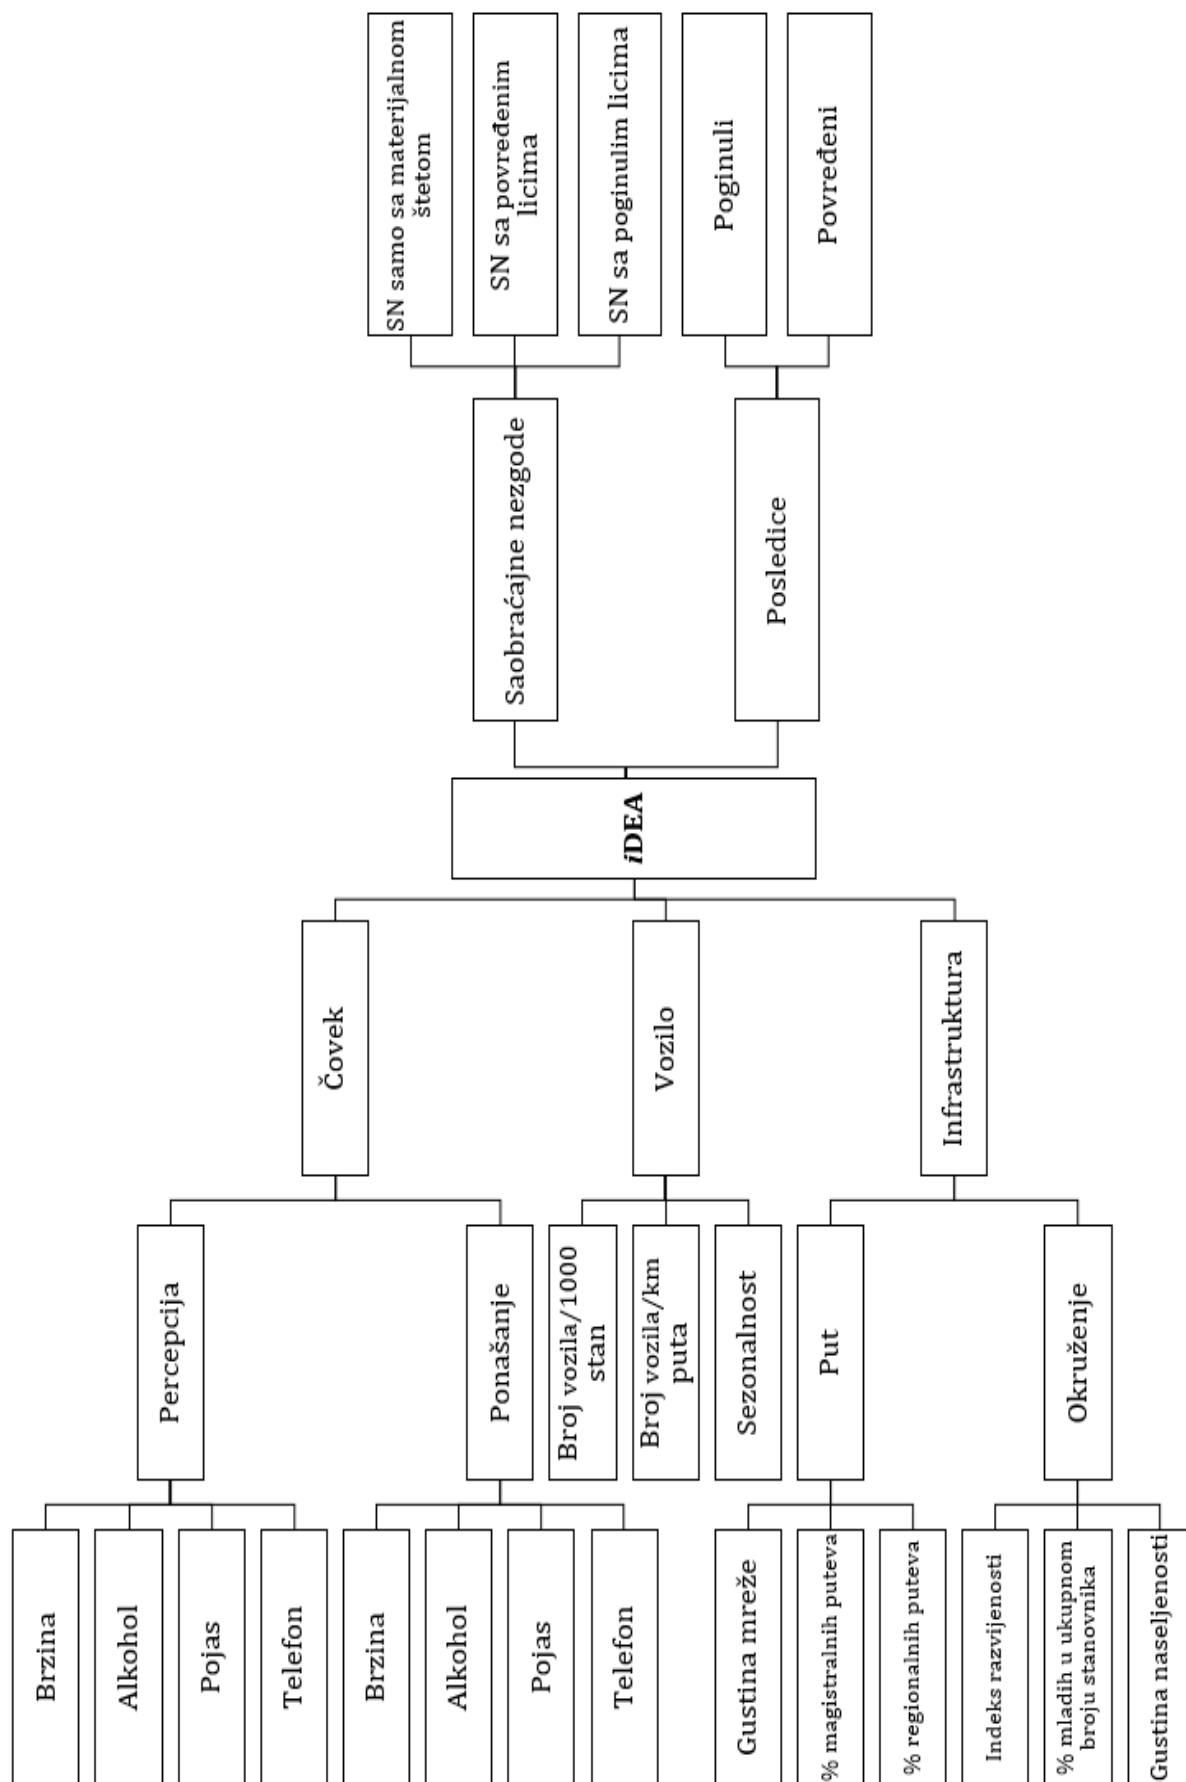 Brzina
Alkohol
Pojas
Telefon
Brzina
Alkohol
Pojas
Telefon
Gustina mreže
% magistralnih puteva
% regionalnih puteva
Indeks razvijenosti
% mladih u ukupnom
broju stanovnika
Gustina naseljenosti
Percepcija
Ponašanje
Broj vozila/1000
stan
Broj vozila/km
puta
Sezonalnost
Put
Okruženje
Čovek
Vozilo
Infrastruktura
iDEA
Saobraćajne nezgode
Posledice
SN samo sa materijalnom
štetom
SN sa povređenim
licima
SN sa poginulim licima
Poginuli
Povređeni